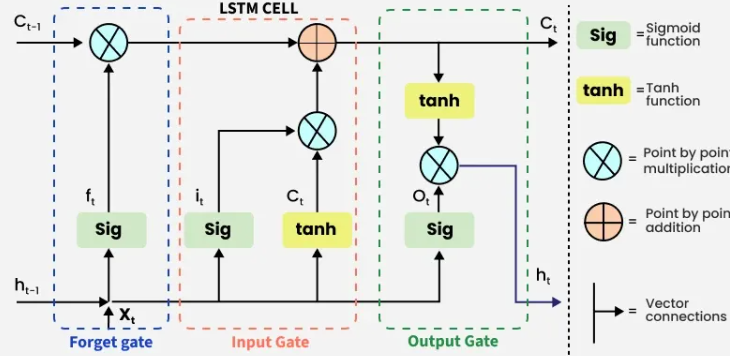 LSTM CELL
Ct-1
Ct
Sig
=Sigmoid
function
tanh
=Tanh
function
tanh
= Point by poin
multiplication
ft
it
Ct
Ot
Sig
Sig
tanh
Sig
= Point by poin
addition
ht-1
ht
Xt
= Vector
connections
Forget gate
Input Gate
Output Gate